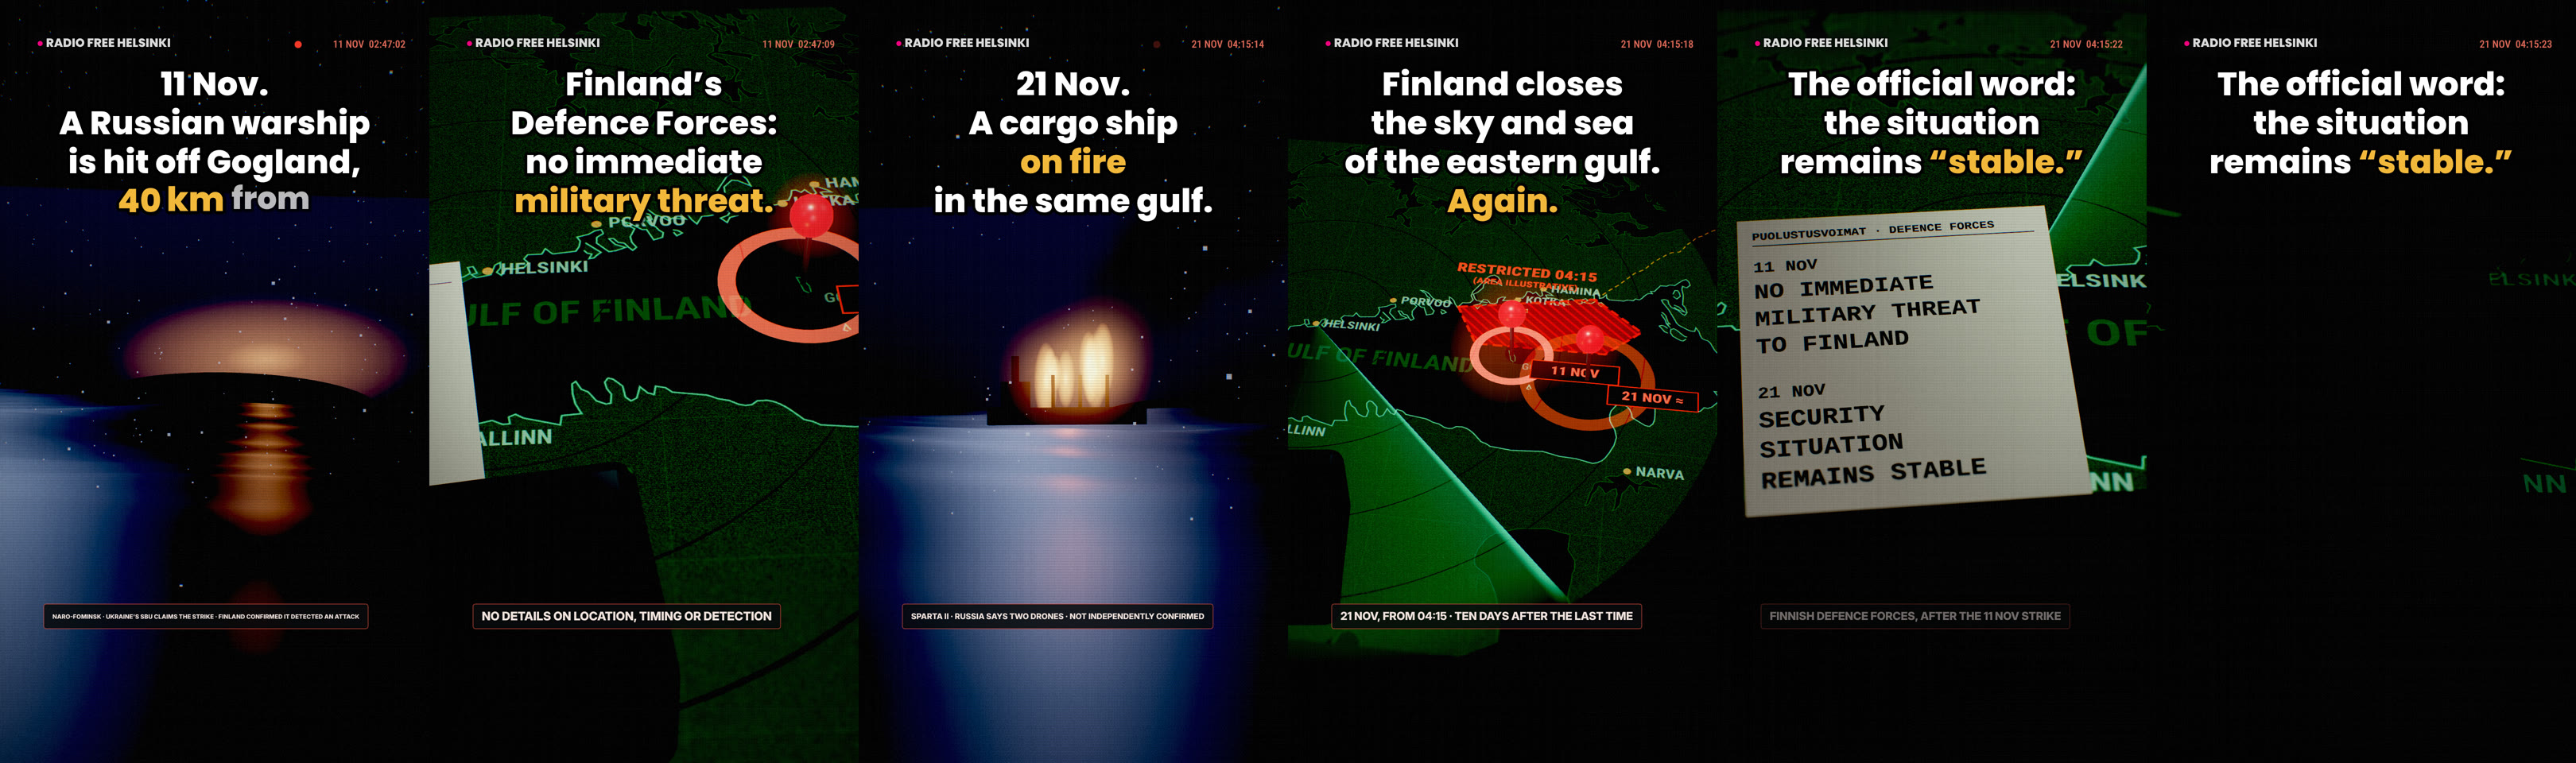 RADIO FREE HELSINKI
11 NOV 02:47:02
11 Nov.
A Russian warship
is hit off Gogland,
40 km from
NARO-FOMINSK · UKRAINE'S SBU CLAIMS THE STRIKE · FINLAND CONFIRMED IT DETECTED AN ATTACK
RADIO FREE HELSINKI
11 NOV 02:47:09
Finland’s
Defence Forces:
no immediate
military threat.
PORVOO
HELSINKI
GULF OF FINLAND
ALLINN
NO DETAILS ON LOCATION, TIMING OR DETECTION
RADIO FREE HELSINKI
21 NOV 04:15:14
21 Nov.
A cargo ship
on fire
in the same gulf.
SPARTA II · RUSSIA SAYS TWO DRONES · NOT INDEPENDENTLY CONFIRMED
RADIO FREE HELSINKI
21 NOV 04:15:18
Finland closes
the sky and sea
of the eastern gulf.
Again.
RESTRICTED 04:15
(AREA ILLUSTRATIVE)
HAMINA
KOTKA
PORVOO
HELSINKI
ULF OF FINLAND
11 NOV
21 NOV ≈
LLINN
NARVA
21 NOV, FROM 04:15 · TEN DAYS AFTER THE LAST TIME
RADIO FREE HELSINKI
21 NOV 04:15:22
The official word:
the situation
remains “stable.”
PUOLUSTUSVOIMAT · DEFENCE FORCES
11 NOV
NO IMMEDIATE
MILITARY THREAT
TO FINLAND
21 NOV
SECURITY
SITUATION
REMAINS STABLE
ELSINK
OF
NN
FINNISH DEFENCE FORCES, AFTER THE 11 NOV STRIKE
RADIO FREE HELSINKI
21 NOV 04:15:23
The official word:
the situation
remains “stable.”
ELSINK
NN